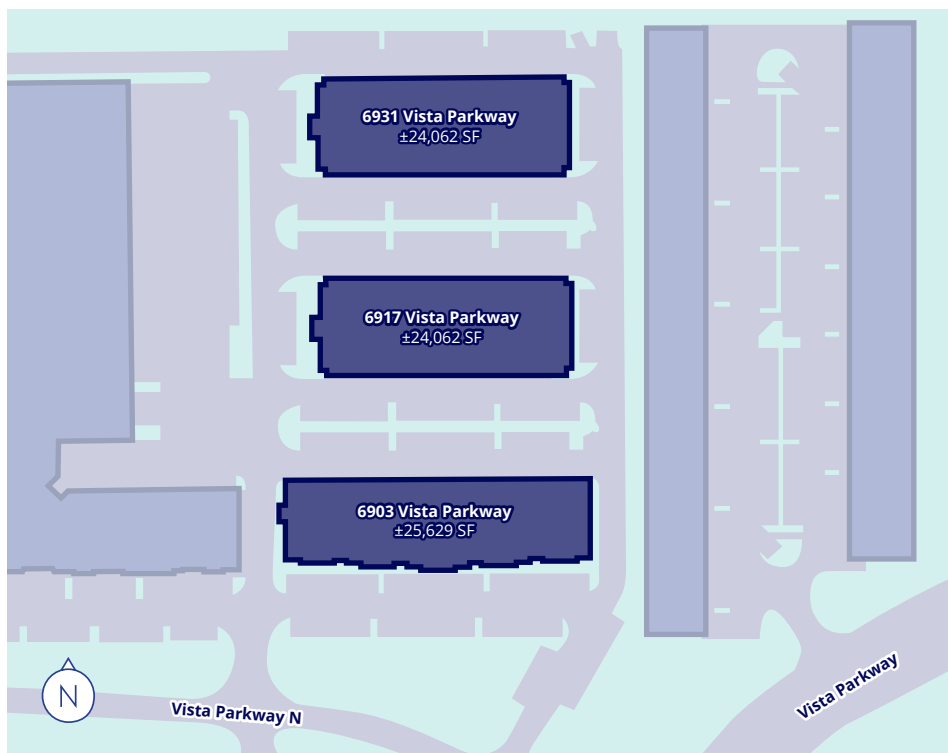 6931 Vista Parkway
±24,062 SF
6917 Vista Parkway
±24,062 SF
6903 Vista Parkway
±25,629 SF
N
Vista Parkway N
Vista Parkway